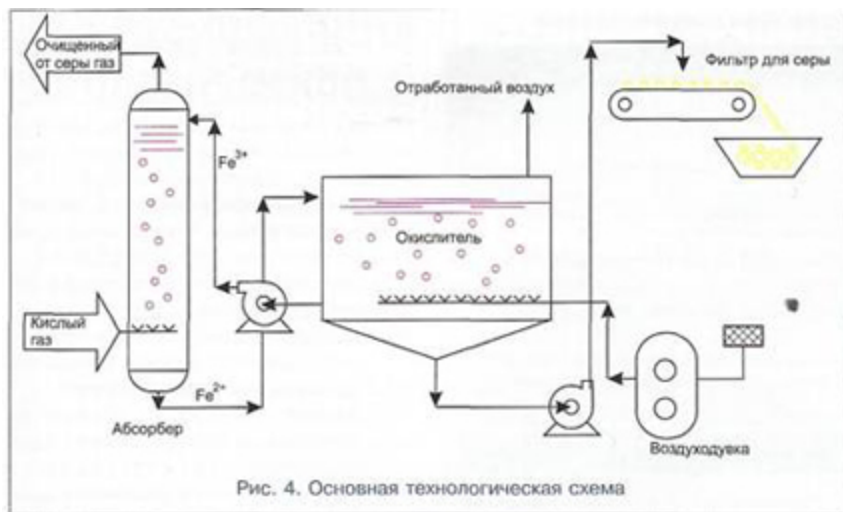 Очищенный
от серы газ
Отработанный воздух
Фильтр для серы
Fe³⁺
Окислитель
Кислый
газ
Fe²⁺
Абсорбер
Воздуходувка
Рис. 4. Основная технологическая схема